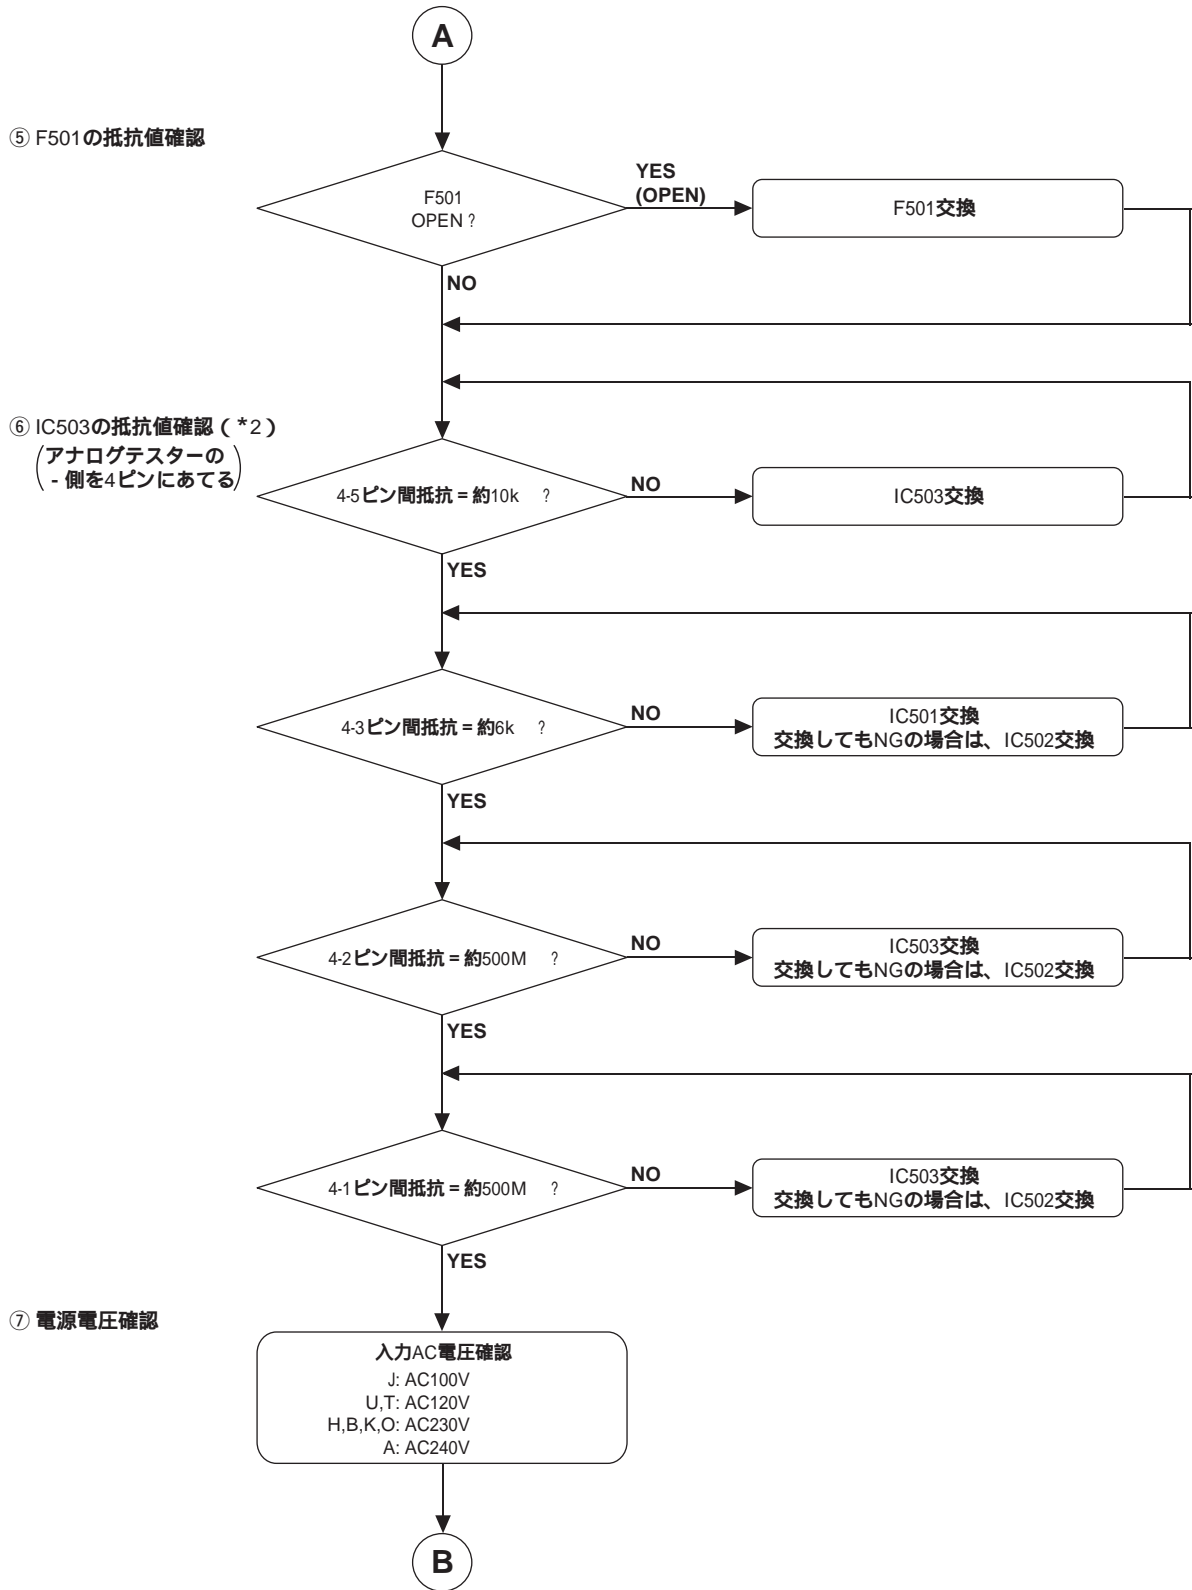 A
⑤ F501の抵抗値確認
F501
OPEN ?
YES
(OPEN)
F501交換
NO
⑥ IC503の抵抗値確認（*2）
(アナログテスターの
- 側を4ピンにあてる)
4-5ピン間抵抗 = 約10k ?
NO
IC503交換
YES
4-3ピン間抵抗 = 約6k ?
NO
IC501交換
交換してもNGの場合は、IC502交換
YES
4-2ピン間抵抗 = 約500M ?
NO
IC503交換
交換してもNGの場合は、IC502交換
YES
4-1ピン間抵抗 = 約500M ?
NO
IC503交換
交換してもNGの場合は、IC502交換
YES
⑦ 電源電圧確認
入力AC電圧確認
J: AC100V
U,T: AC120V
H,B,K,O: AC230V
A: AC240V
B